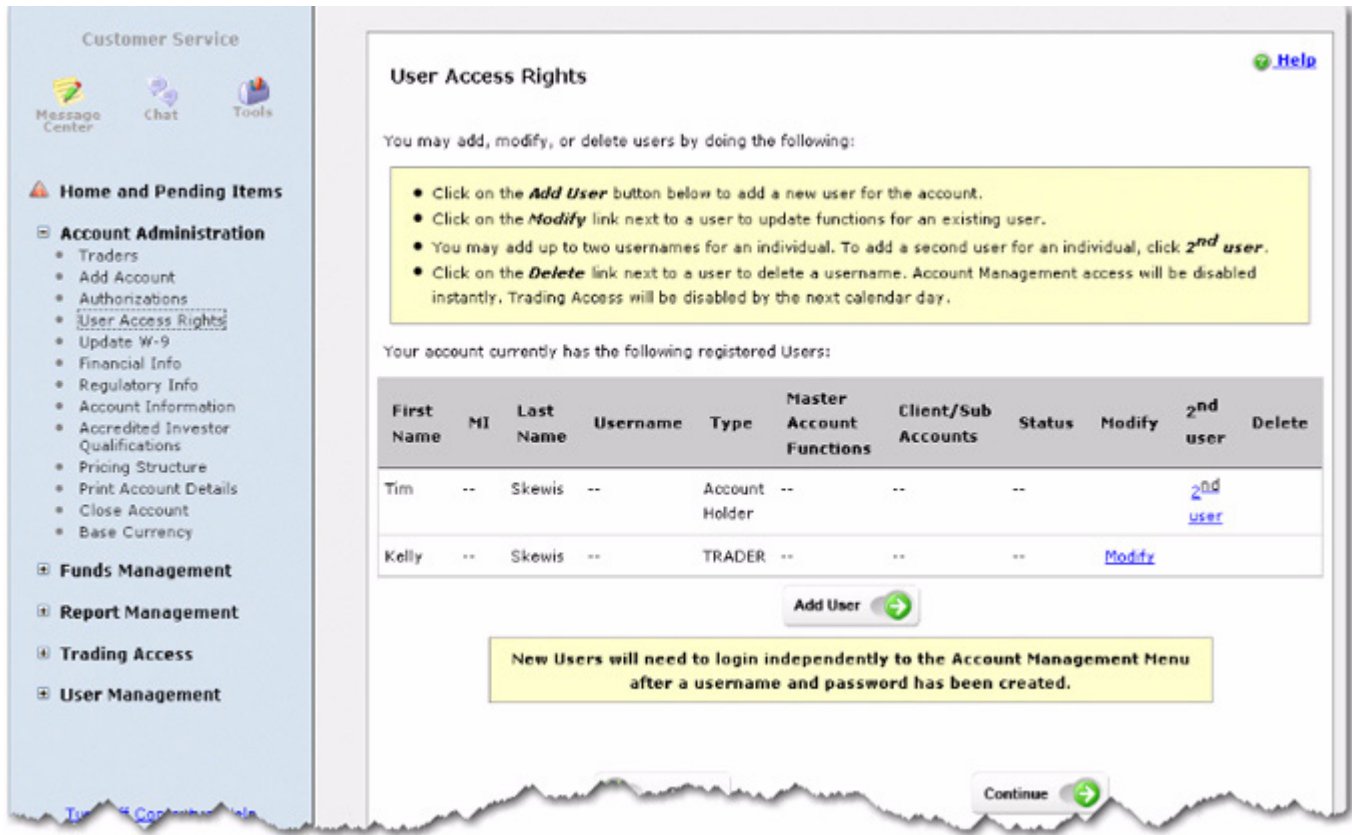 Customer Service
Message Center
Chat
Tools
Home and Pending Items
Account Administration
Traders
Add Account
Authorizations
User Access Rights
Update W-9
Financial Info
Regulatory Info
Account Information
Accredited Investor
Qualifications
Pricing Structure
Print Account Details
Close Account
Base Currency
Funds Management
Report Management
Trading Access
User Management
Help
User Access Rights
You may add, modify, or delete users by doing the following:
Click on the Add User button below to add a new user for the account.
Click on the Modify link next to a user to update functions for an existing user.
You may add up to two usernames for an individual. To add a second user for an individual, click 2nd user.
Click on the Delete link next to a user to delete a username. Account Management access will be disabled
instantly. Trading Access will be disabled by the next calendar day.
Your account currently has the following registered Users:
First Name MI Last Name Username Type Master Account Functions Client/Sub Accounts Status Modify 2nd user Delete
Tim -- Skewis -- Account Holder -- -- -- 2nd user
Kelly -- Skewis -- TRADER -- -- -- Modify
Add User
New Users will need to login independently to the Account Management Menu
after a username and password has been created.
Continue